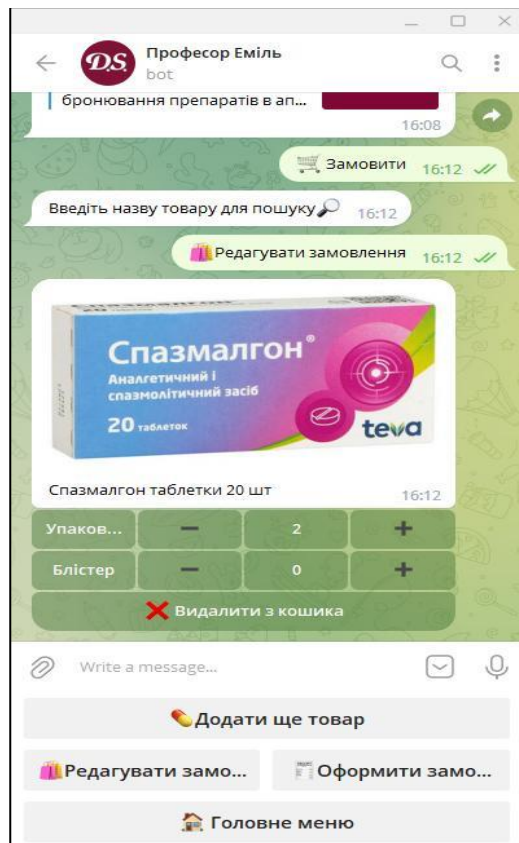 D.S.
Професор Еміль
bot
бронювання препаратів в ап...
16:08
🛒 Замовити 16:12
Введіть назву товару для пошуку🔎 16:12
🛍️Редагувати замовлення 16:12
Спазмалгон®
Аналгетичний і
спазмолітичний засіб
20 таблеток
teva
Спазмалгон таблетки 20 шт
16:12
Упаков... − 2 +
Блістер − 0 +
❌ Видалити з кошика
Write a message...
💊Додати ще товар
🛍️Редагувати замо... 🧾Оформити замо...
🏠 Головне меню